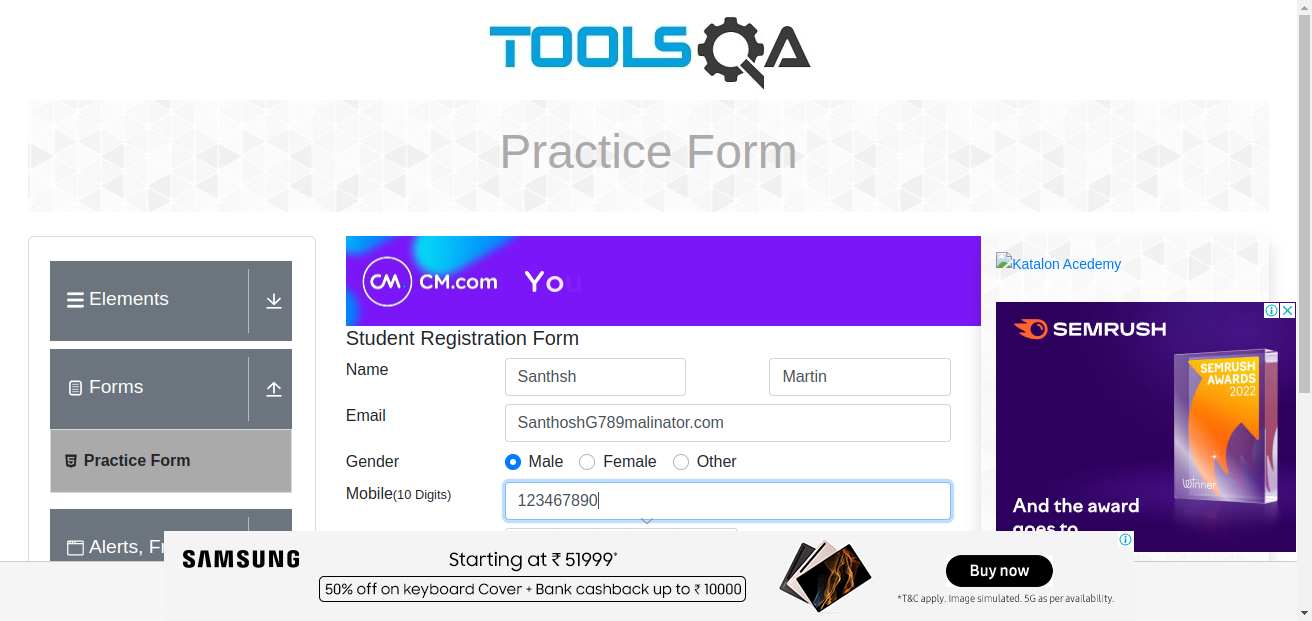 TOOLSQA
Practice Form
Elements
Forms
Practice Form
Alerts, Fr
CM CM.com You
Student Registration Form
Name Santhsh Martin
Email SanthoshG789malinator.com
Gender Male Female Other
Mobile(10 Digits) 123467890
Katalon Acedemy
SEMRUSH
SEMRUSH
AWARDS
2022
Winner
And the award
goes to
SAMSUNG
Starting at ₹ 51999*
50% off on keyboard Cover + Bank cashback up to ₹ 10000
Buy now
*T&C apply. Image simulated. 5G as per availability.